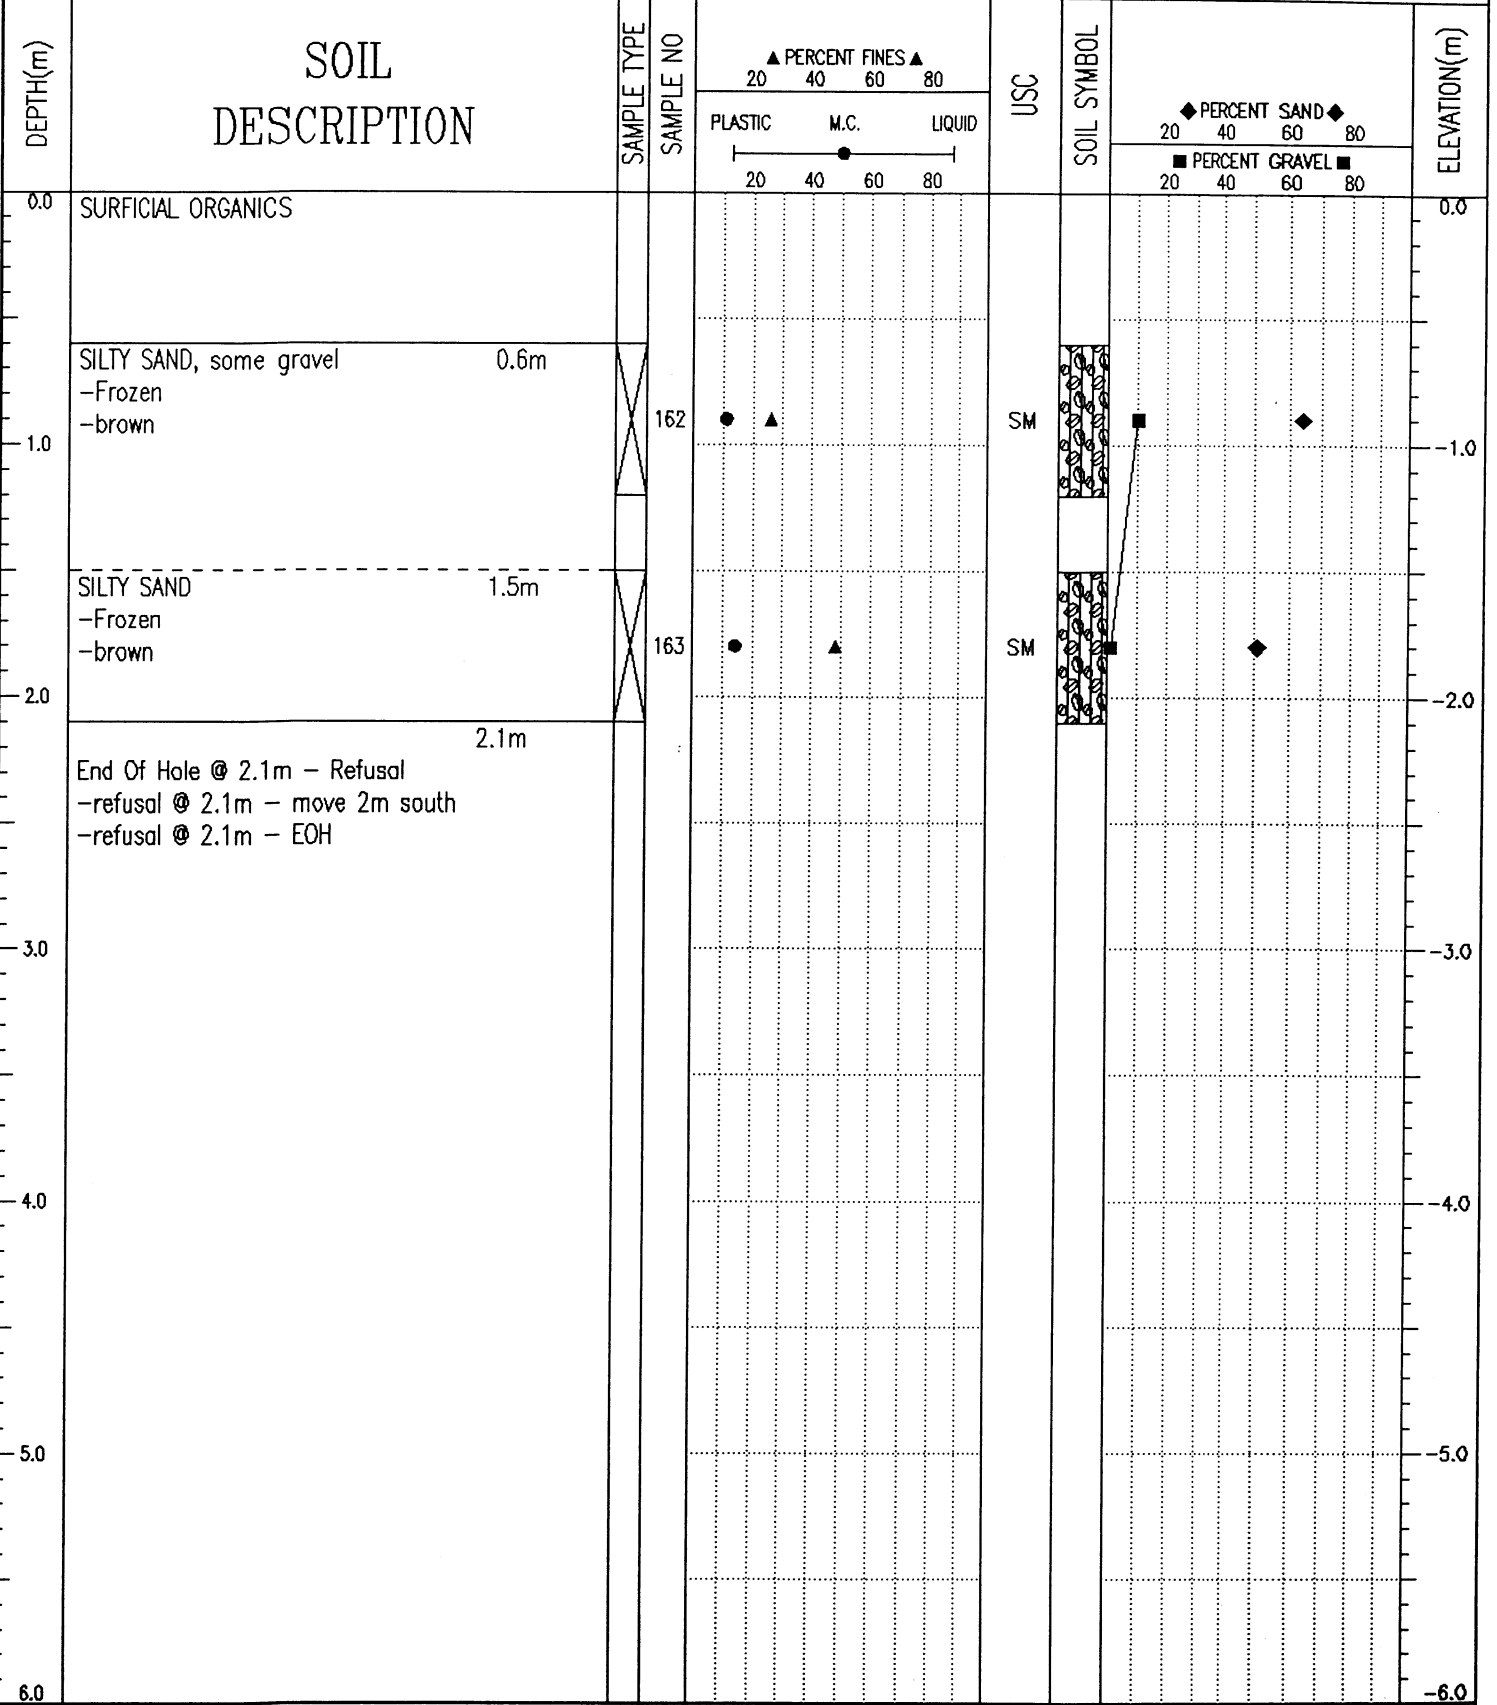 DEPTH(m)
SOIL
DESCRIPTION
SAMPLE TYPE
SAMPLE NO
▲ PERCENT FINES ▲
20 40 60 80
PLASTIC M.C. LIQUID
20 40 60 80
USC
SOIL SYMBOL
◆ PERCENT SAND ◆
20 40 60 80
■ PERCENT GRAVEL ■
20 40 60 80
ELEVATION(m)
0.0
SURFICIAL ORGANICS
0.0
SILTY SAND, some gravel 0.6m
-Frozen
-brown
162
SM
1.0
-1.0
SILTY SAND 1.5m
-Frozen
-brown
163
SM
2.0
-2.0
2.1m
End Of Hole @ 2.1m - Refusal
-refusal @ 2.1m - move 2m south
-refusal @ 2.1m - EOH
3.0
-3.0
4.0
-4.0
5.0
-5.0
6.0
-6.0